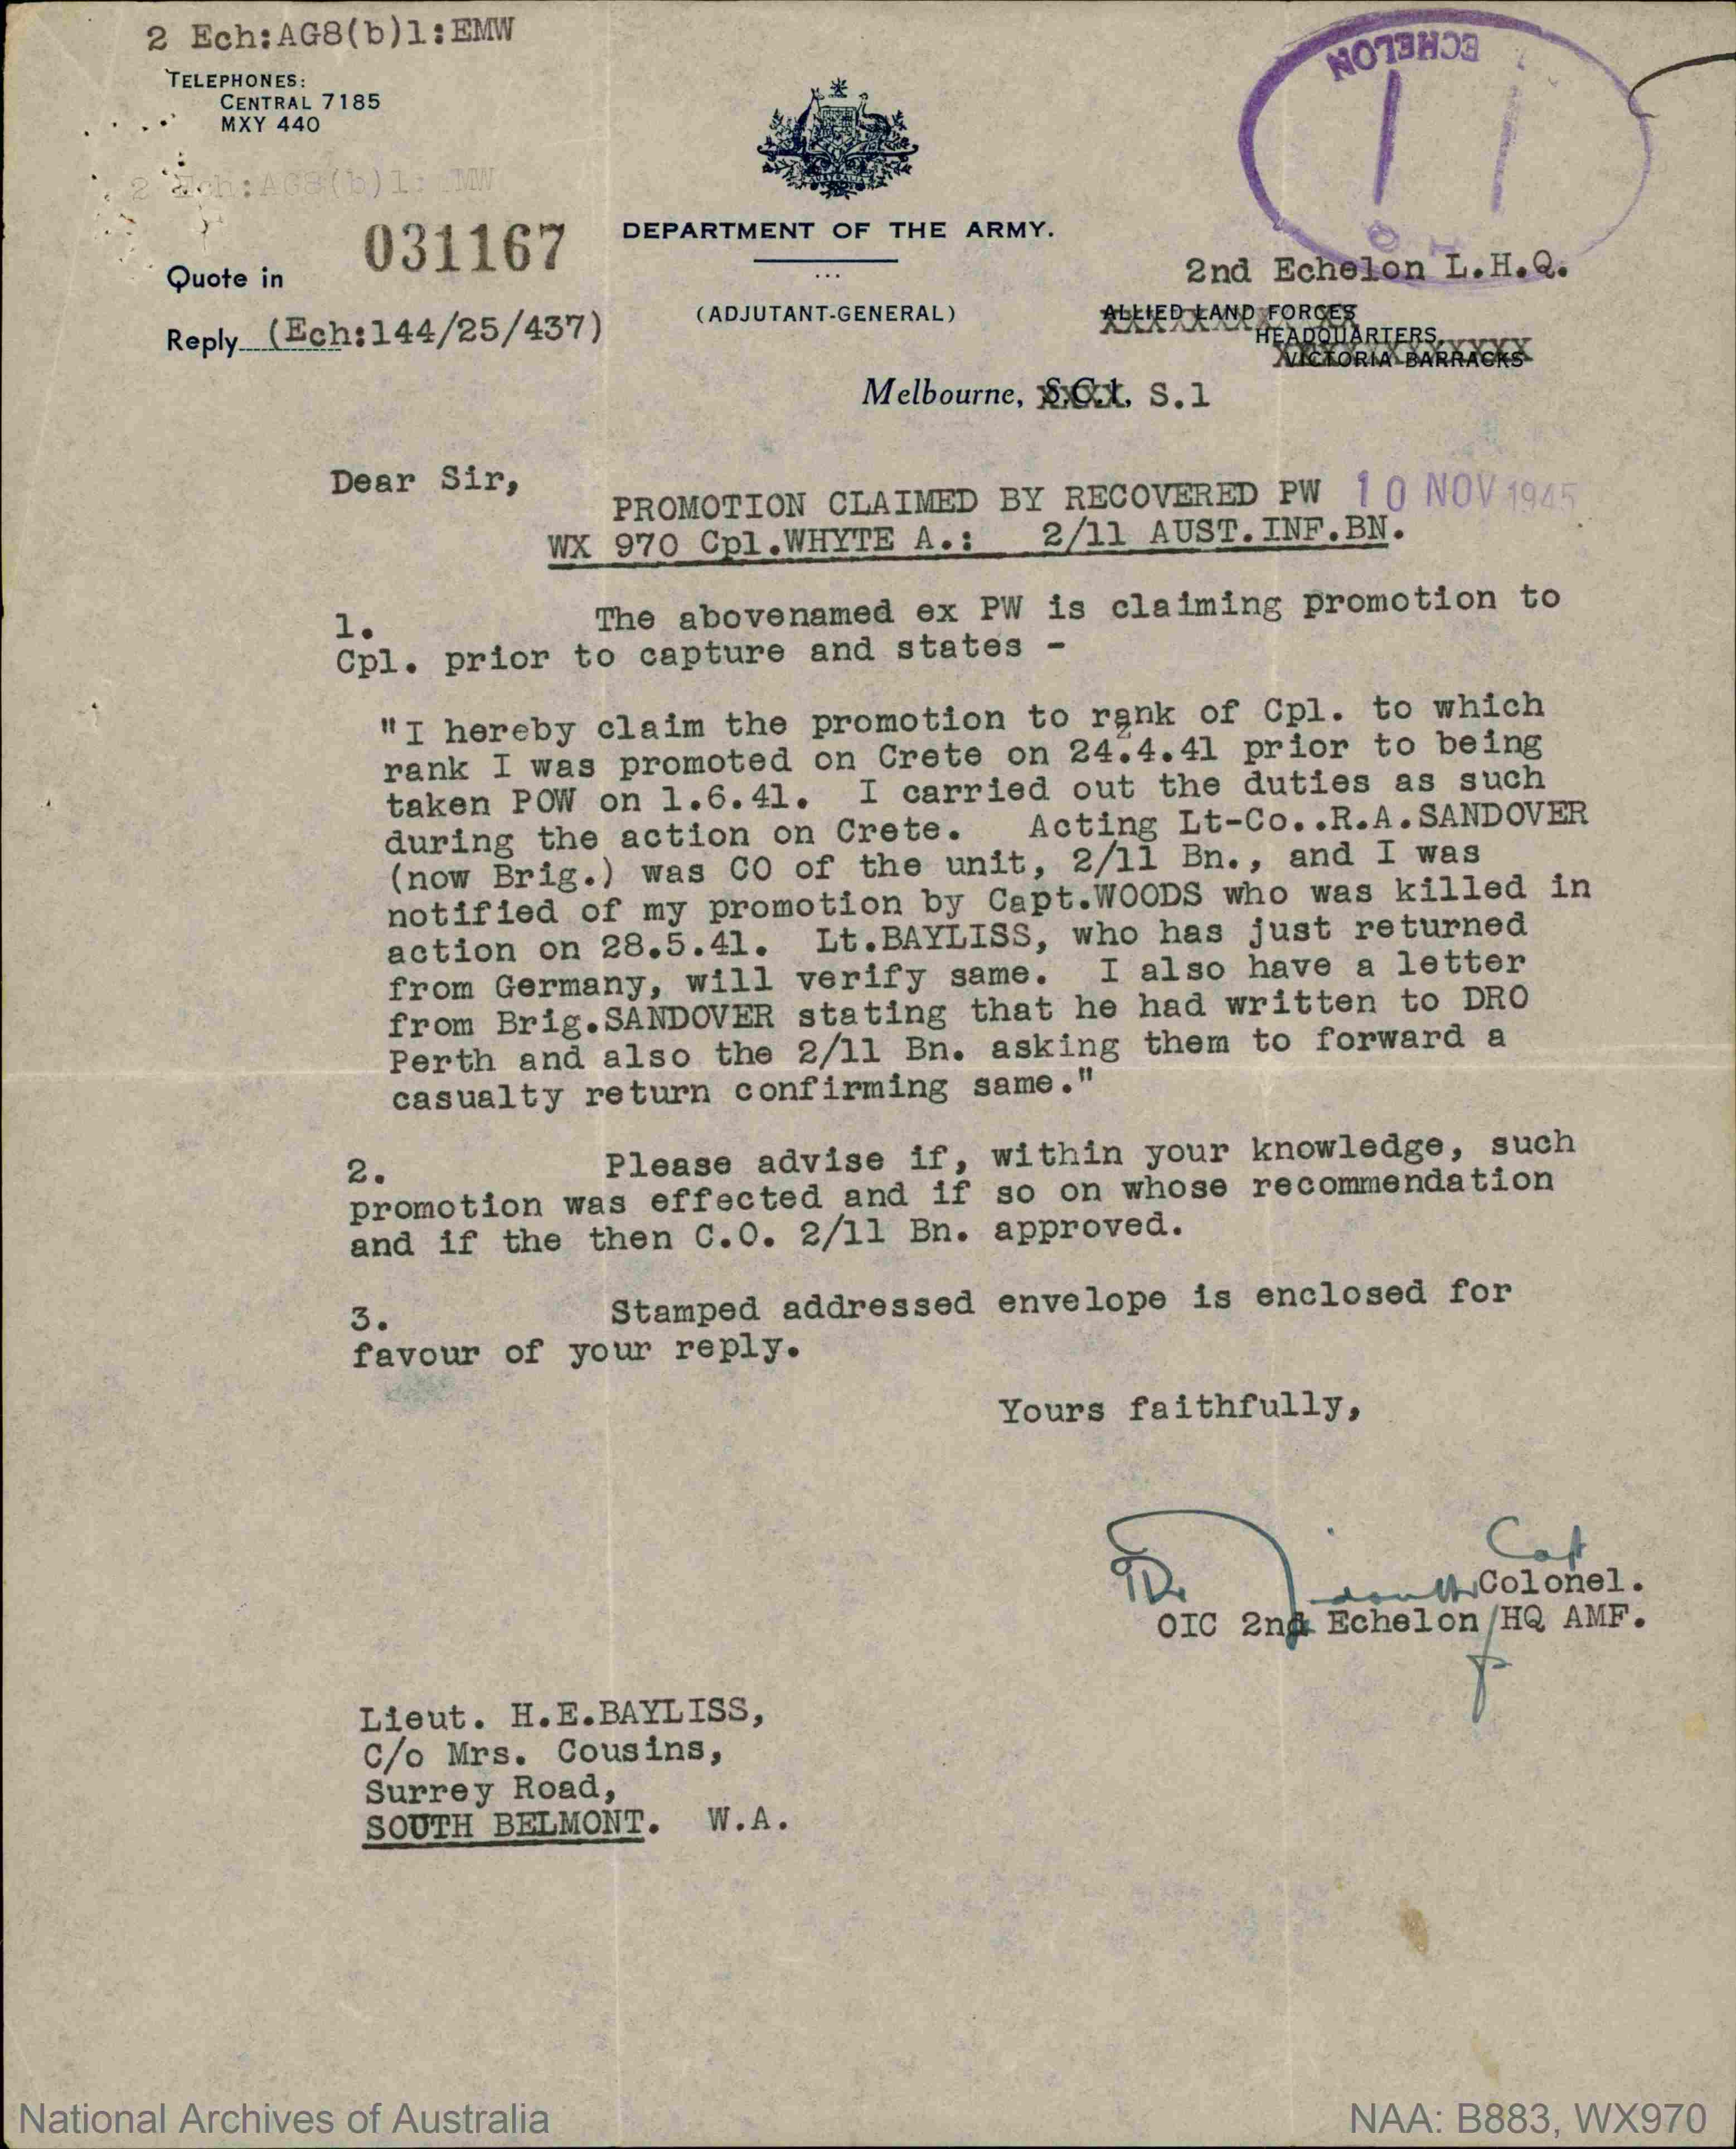 2 Ech:AG8(b)1:EMW
TELEPHONES:
CENTRAL 7185
MXY 440
ECHELON
2 Ech:AG8(b)1: MW
031167
DEPARTMENT OF THE ARMY.
Quote in
2nd Echelon L.H.Q.
(ADJUTANT-GENERAL)
ALLIED LAND FORCES
Reply (Ech:144/25/437)
HEADQUARTERS,
VICTORIA BARRACKS
Melbourne, S.C.1, S.1
Dear Sir,
PROMOTION CLAIMED BY RECOVERED PW 10 NOV 1945
WX 970 Cpl.WHYTE A.: 2/11 AUST.INF.BN.
1. The abovenamed ex PW is claiming promotion to
Cpl. prior to capture and states -
"I hereby claim the promotion to rank of Cpl. to which
rank I was promoted on Crete on 24.4.41 prior to being
taken POW on 1.6.41. I carried out the duties as such
during the action on Crete. Acting Lt-Co..R.A.SANDOVER
(now Brig.) was CO of the unit, 2/11 Bn., and I was
notified of my promotion by Capt.WOODS who was killed in
action on 28.5.41. Lt.BAYLISS, who has just returned
from Germany, will verify same. I also have a letter
from Brig.SANDOVER stating that he had written to DRO
Perth and also the 2/11 Bn. asking them to forward a
casualty return confirming same."
2. Please advise if, within your knowledge, such
promotion was effected and if so on whose recommendation
and if the then C.O. 2/11 Bn. approved.
3. Stamped addressed envelope is enclosed for
favour of your reply.
Yours faithfully,
Capt
Colonel.
OIC 2nd Echelon HQ AMF.
Lieut. H.E.BAYLISS,
C/o Mrs. Cousins,
Surrey Road,
SOUTH BELMONT. W.A.
National Archives of Australia
NAA: B883, WX970